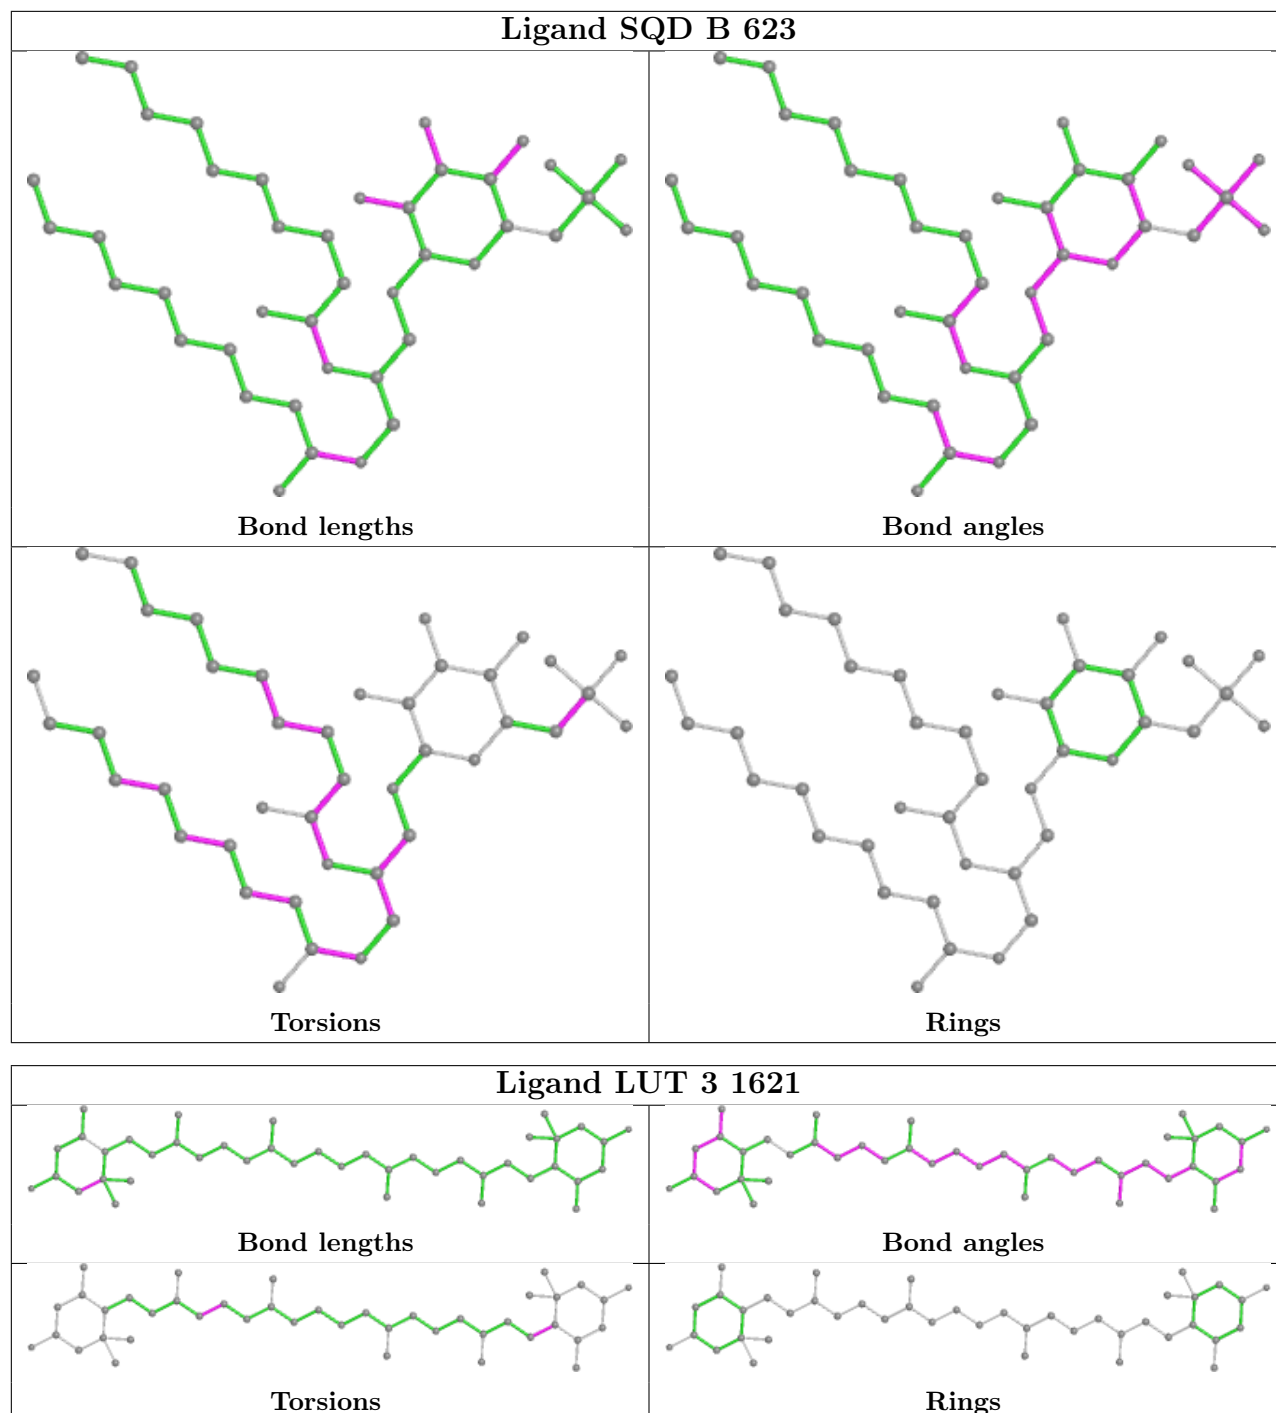 Ligand SQD B 623
Bond lengths
Bond angles
Torsions
Rings
Ligand LUT 3 1621
Bond lengths
Bond angles
Torsions
Rings